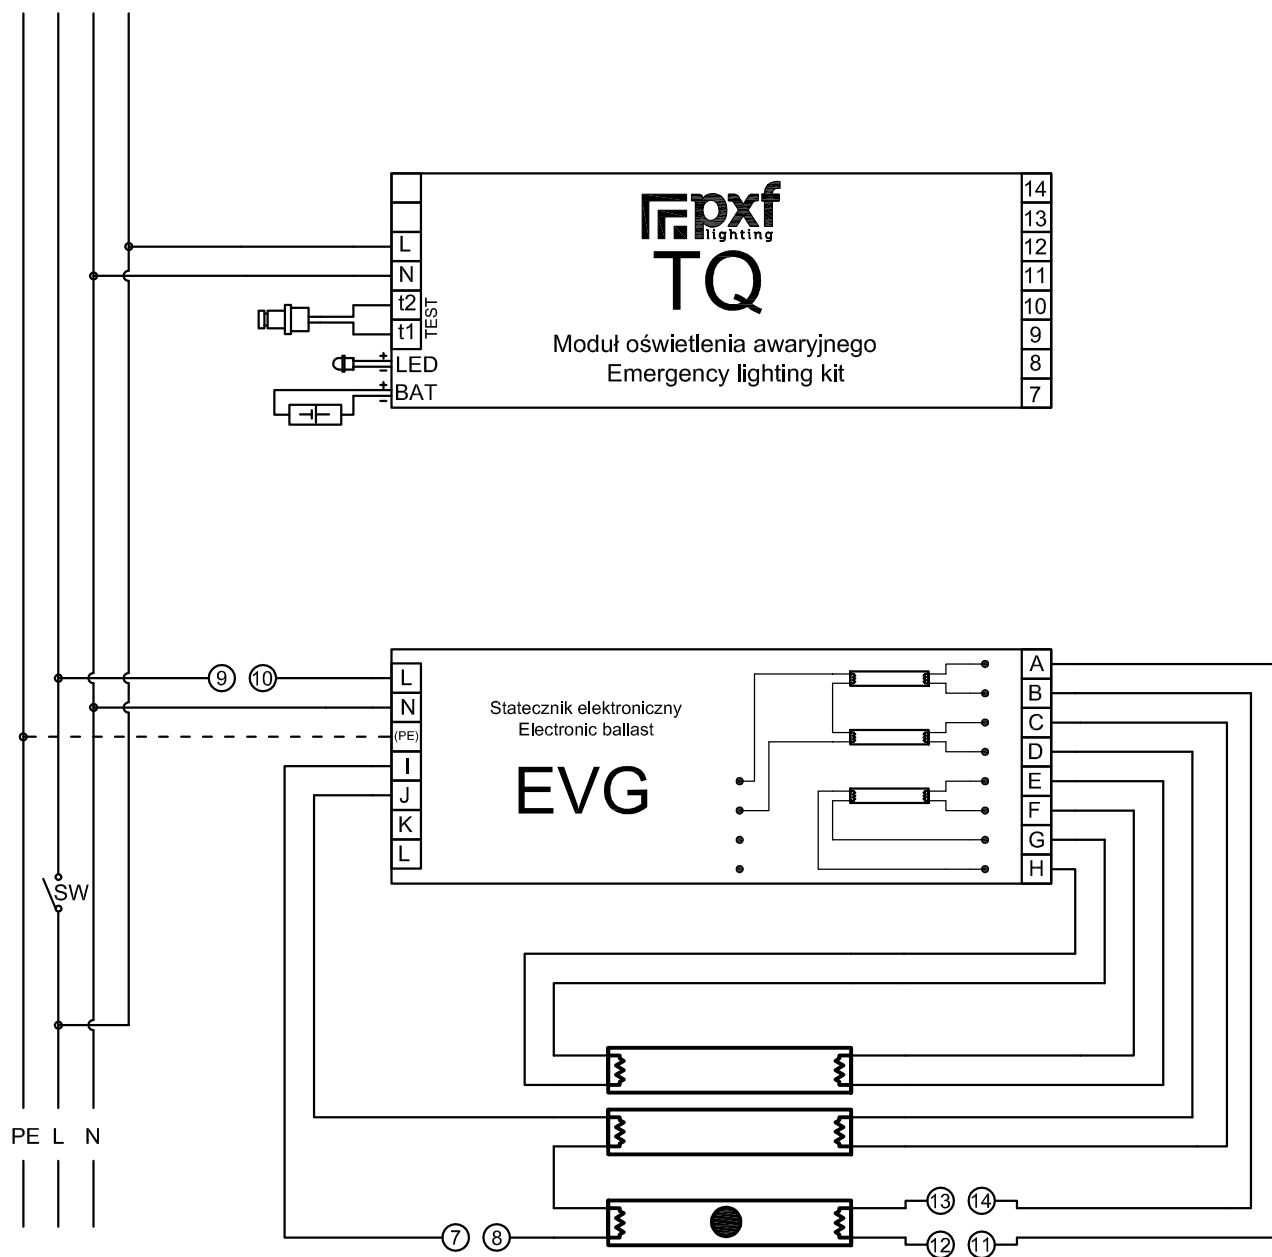 pxf
lighting
TQ
Moduł oświetlenia awaryjnego
Emergency lighting kit
L
N
t2
t1
TEST
+
LED
-
+
BAT
-
14
13
12
11
10
9
8
7
9 10
L
N
(PE)
I
J
K
L
Statecznik elektroniczny
Electronic ballast
EVG
A
B
C
D
E
F
G
H
SW
PE L N
13 14
7 8
12 11